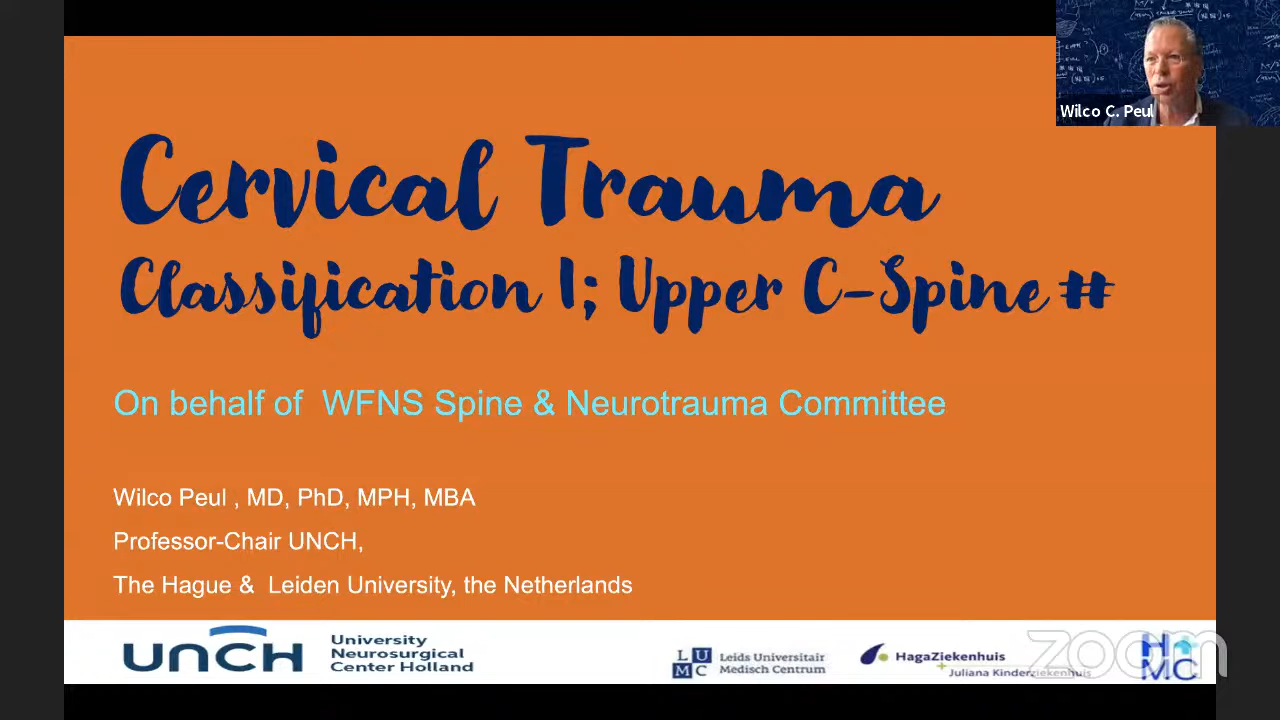 Wilco C. Peul
Cervical Trauma
Classification I; Upper C-Spine #
On behalf of WFNS Spine & Neurotrauma Committee
Wilco Peul , MD, PhD, MPH, MBA
Professor-Chair UNCH,
The Hague & Leiden University, the Netherlands
UNCH
University
Neurosurgical
Center Holland
LU
MC
Leids Universitair
Medisch Centrum
HagaZiekenhuis
Juliana Kinderziekenhuis
zoom
H
MC